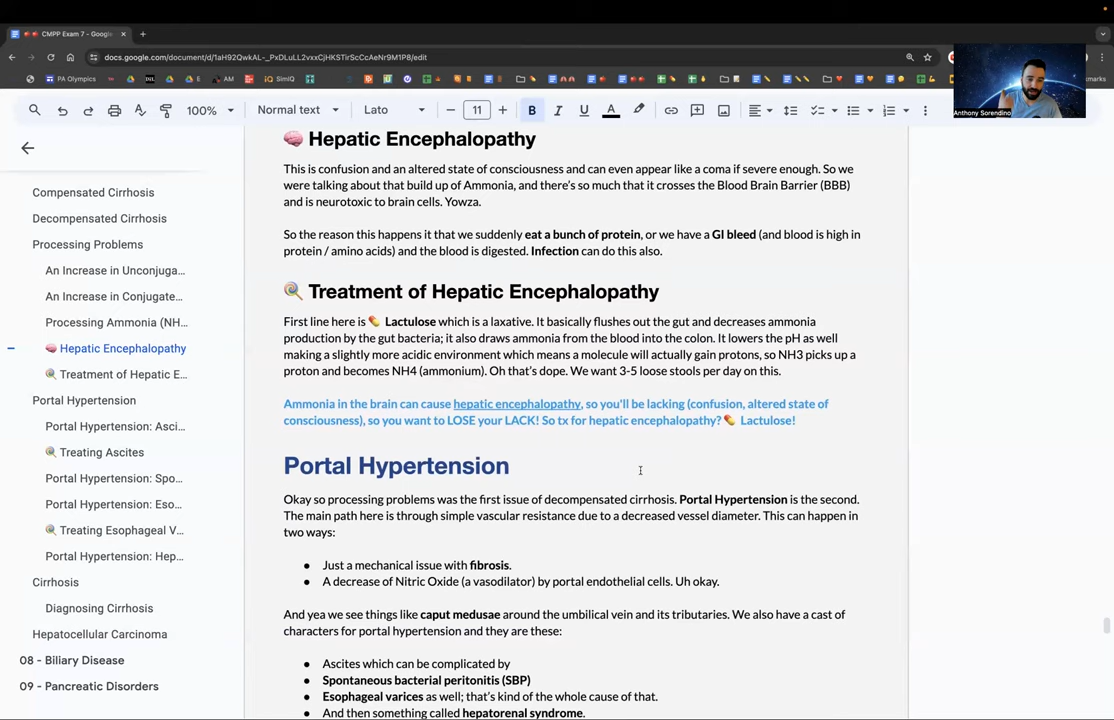 CMPP Exam 7 - Goog
docs.google.com/document/d/1aH92QwkAL-_PxDLuLL2vxxCjHKSTirScCcAeNr9M1P8/edit
PA Olympics
AM
SimIQ
marks
100%
Normal text
Lato
11
Anthony Sorendino
Compensated Cirrhosis
Decompensated Cirrhosis
Processing Problems
An Increase in Unconjuga...
An Increase in Conjugate...
Processing Ammonia (NH...
Hepatic Encephalopathy
Treatment of Hepatic E...
Portal Hypertension
Portal Hypertension: Asci...
Treating Ascites
Portal Hypertension: Spo...
Portal Hypertension: Eso...
Treating Esophageal V...
Portal Hypertension: Hep...
Cirrhosis
Diagnosing Cirrhosis
Hepatocellular Carcinoma
08 - Biliary Disease
09 - Pancreatic Disorders
Hepatic Encephalopathy
This is confusion and an altered state of consciousness and can even appear like a coma if severe enough. So we
were talking about that build up of Ammonia, and there's so much that it crosses the Blood Brain Barrier (BBB)
and is neurotoxic to brain cells. Yowza.
So the reason this happens it that we suddenly eat a bunch of protein, or we have a GI bleed (and blood is high in
protein / amino acids) and the blood is digested. Infection can do this also.
Treatment of Hepatic Encephalopathy
First line here is Lactulose which is a laxative. It basically flushes out the gut and decreases ammonia
production by the gut bacteria; it also draws ammonia from the blood into the colon. It lowers the pH as well
making a slightly more acidic environment which means a molecule will actually gain protons, so NH3 picks up a
proton and becomes NH4 (ammonium). Oh that's dope. We want 3-5 loose stools per day on this.
Ammonia in the brain can cause hepatic encephalopathy, so you'll be lacking (confusion, altered state of
consciousness), so you want to LOSE your LACK! So tx for hepatic encephalopathy? Lactulose!
Portal Hypertension
Okay so processing problems was the first issue of decompensated cirrhosis. Portal Hypertension is the second.
The main path here is through simple vascular resistance due to a decreased vessel diameter. This can happen in
two ways:
● Just a mechanical issue with fibrosis.
● A decrease of Nitric Oxide (a vasodilator) by portal endothelial cells. Uh okay.
And yea we see things like caput medusae around the umbilical vein and its tributaries. We also have a cast of
characters for portal hypertension and they are these:
● Ascites which can be complicated by
● Spontaneous bacterial peritonitis (SBP)
● Esophageal varices as well; that's kind of the whole cause of that.
● And then something called hepatorenal syndrome.